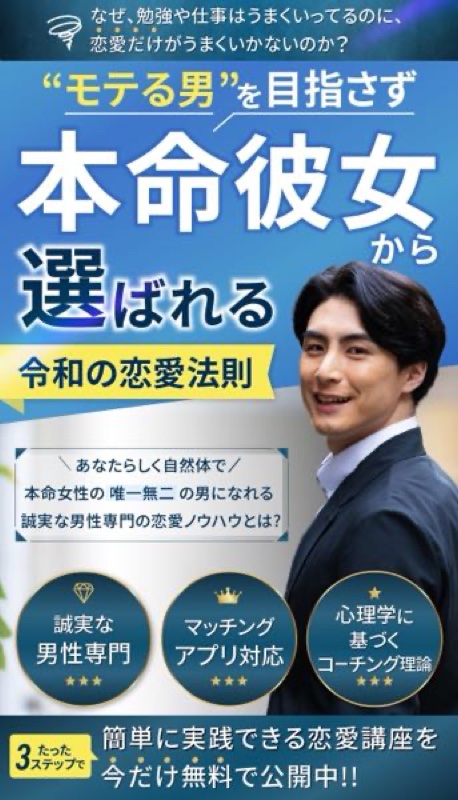 なぜ、勉強や仕事はうまくいってるのに、
恋愛だけがうまくいかないのか？
“モテる男”を目指さず
本命彼女
から
選ばれる
令和の恋愛法則
＼あなたらしく自然体で／
本命女性の 唯一無二 の男になれる
誠実な男性専門の恋愛ノウハウとは?
誠実な
男性専門
マッチング
アプリ対応
心理学に
基づく
コーチング理論
たった
3ステップで
簡単に実践できる恋愛講座を
今だけ無料で公開中!!